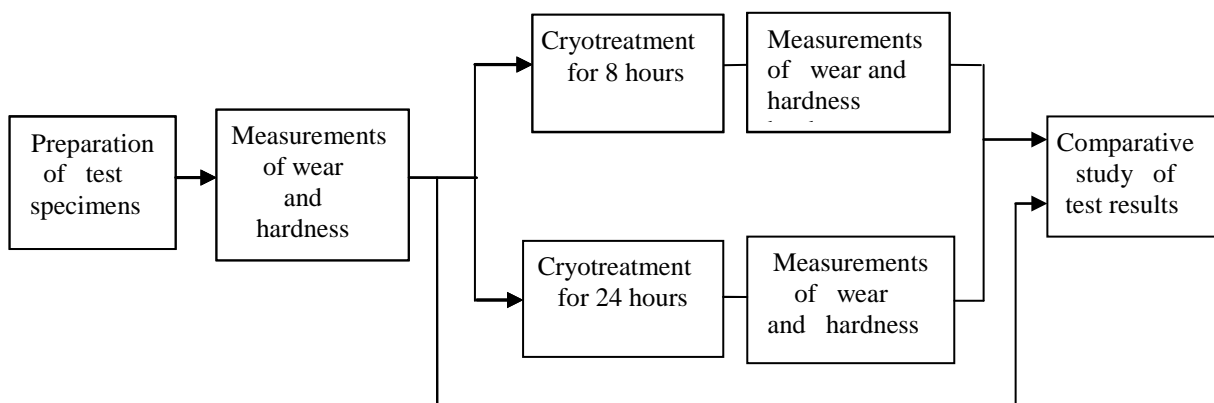 Preparation
of test
specimens
Measurements
of wear
and
hardness
Cryotreatment
for 8 hours
Measurements
of wear and
hardness
Cryotreatment
for 24 hours
Measurements
of wear
and hardness
Comparative
study of
test results